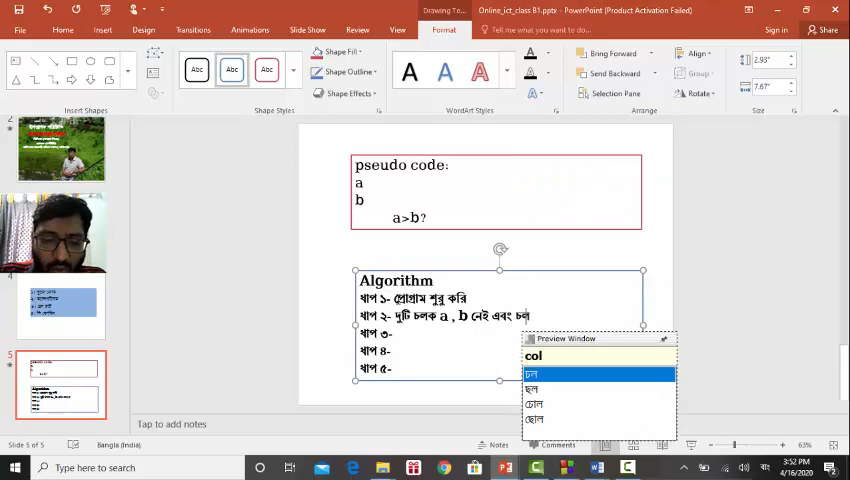 Drawing To...
Online_ict_class B1.pptx - PowerPoint (Product Activation Failed)
File
Home
Insert
Design
Transitions
Animations
Slide Show
Review
View
Format
Tell me what you want to do...
Sign in
Share
Abc
Abc
Abc
Shape Fill
Shape Outline
Shape Effects
A
A
A
A
A
A
Bring Forward
Send Backward
Selection Pane
Align
Group
Rotate
2.93"
7.67"
Insert Shapes
Shape Styles
WordArt Styles
Arrange
Size
2
4
5
pseudo code:
a
b
a>b?
Algorithm
ধাপ ১- প্রোগ্রাম শুরু করি
ধাপ ২- দুটি চলক a , b নেই এবং চল
ধাপ ৩-
ধাপ ৪-
ধাপ ৫-
Preview Window
col
চল
ছল
চোল
ছোল
Tap to add notes
Slide 5 of 5
Bangla (India)
Notes
Comments
63%
Type here to search
বাং
3:52 PM
4/16/2020